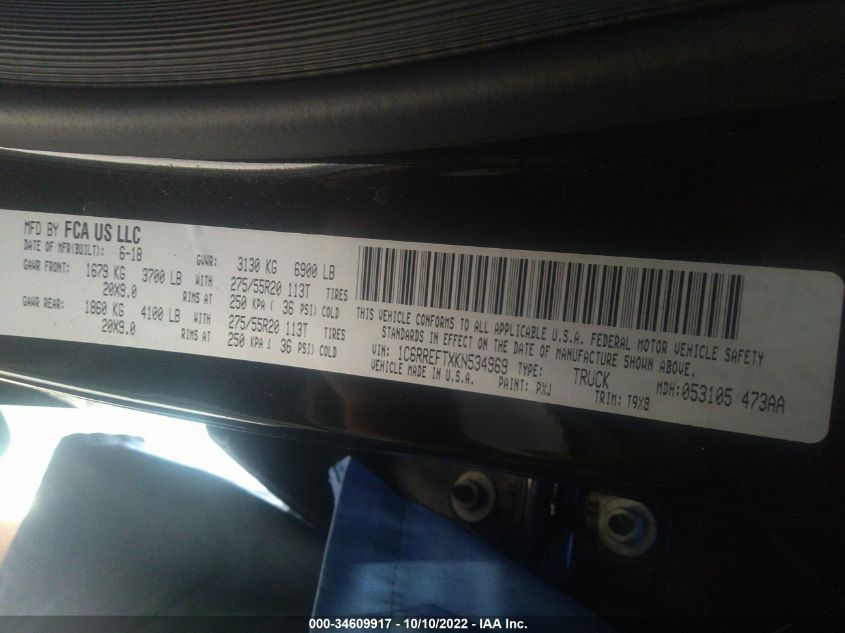 MFD BY FCA US LLC
DATE OF MFR(BUILT): 6-18 GVWR: 3130 KG 6900 LB
GAWR FRONT: 1679 KG 3700 LB WITH 275/55R20 113T TIRES
20X9.0 RIMS AT 250 KPA ( 36 PSI) COLD
GAWR REAR: 1860 KG 4100 LB WITH 275/55R20 113T TIRES
20X9.0 RIMS AT 250 KPA ( 36 PSI) COLD
THIS VEHICLE CONFORMS TO ALL APPLICABLE U.S.A. FEDERAL MOTOR VEHICLE SAFETY
STANDARDS IN EFFECT ON THE DATE OF MANUFACTURE SHOWN ABOVE.
VIN: 1C6RREFTXKN534969 TYPE: TRUCK MDH:053105 473AA
VEHICLE MADE IN U.S.A. PAINT: PXJ TRIM: T9X8
000-34609917 - 10/10/2022 - IAA Inc.